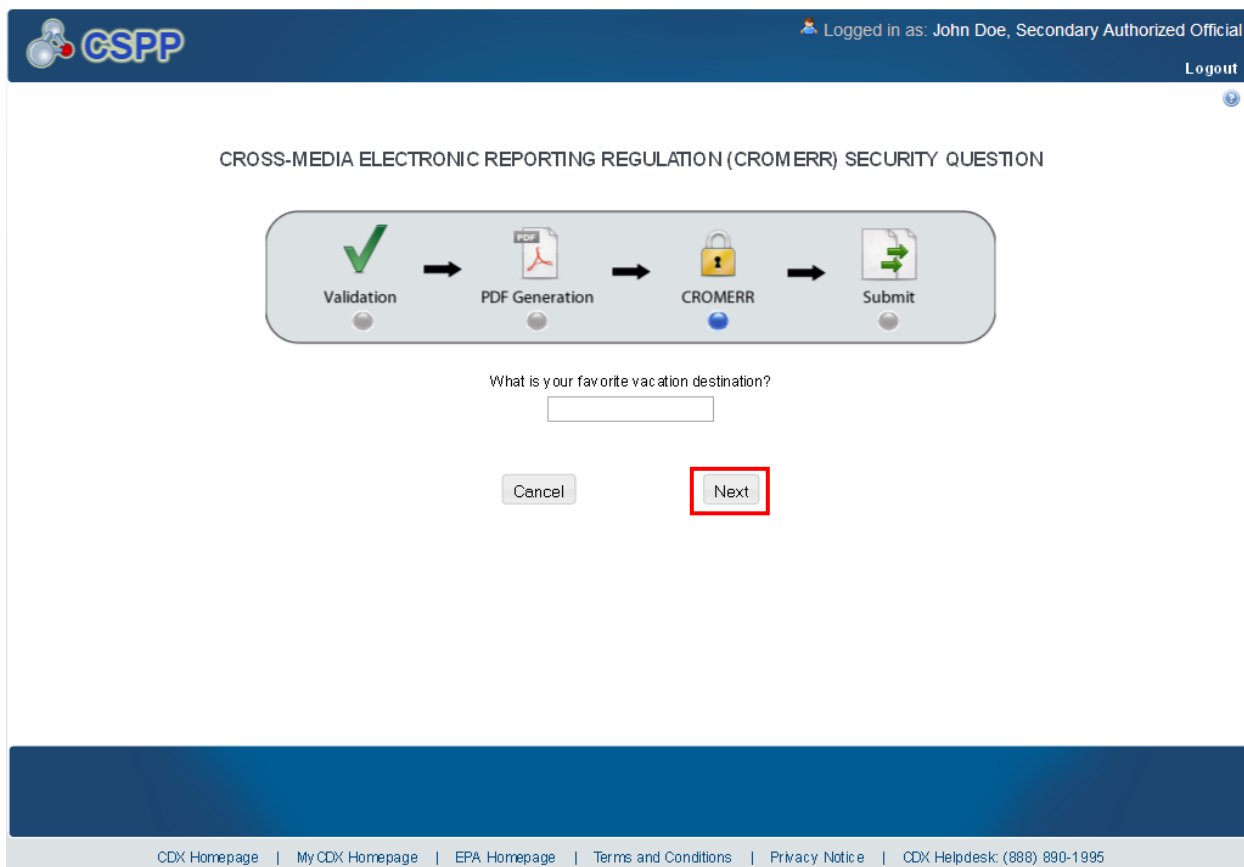 CSPP
Logged in as: John Doe, Secondary Authorized Official
Logout
?
CROSS-MEDIA ELECTRONIC REPORTING REGULATION (CROMERR) SECURITY QUESTION
PDF
Validation PDF Generation CROMERR Submit
What is your favorite vacation destination?
Cancel Next
CDX Homepage | MyCDX Homepage | EPA Homepage | Terms and Conditions | Privacy Notice | CDX Helpdesk: (888) 890-1995